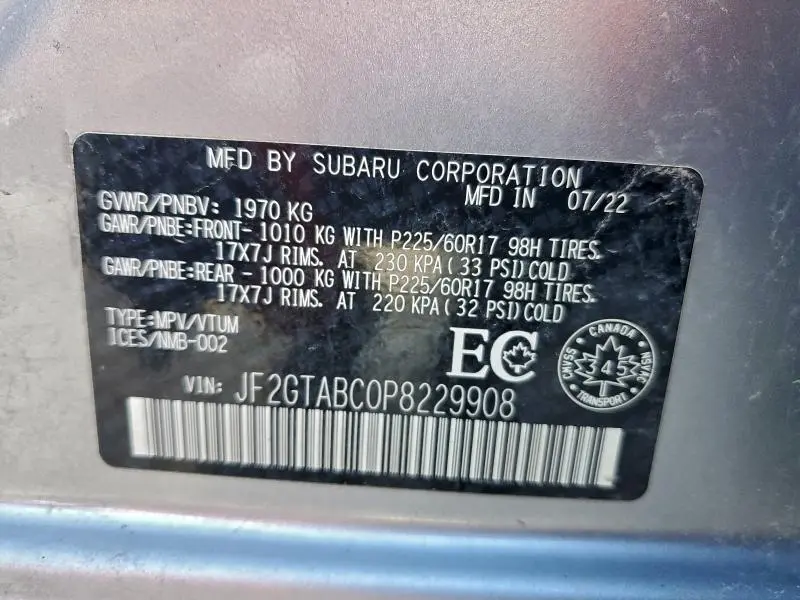 MFD BY SUBARU CORPORATION
MFD IN 07/22
GVWR/PNBV: 1970 KG
GAWR/PNBE:FRONT- 1010 KG WITH P225/60R17 98H TIRES.
17X7J RIMS. AT 230 KPA(33 PSI)COLD
GAWR/PNBE:REAR - 1000 KG WITH P225/60R17 98H TIRES.
17X7J RIMS. AT 220 KPA(32 PSI)COLD
TYPE:MPV/VTUM
ICES/NMB-002
EC
CANADA
CMVSS
345
NSVAC
TRANSPORT
VIN: JF2GTABC0P8229908